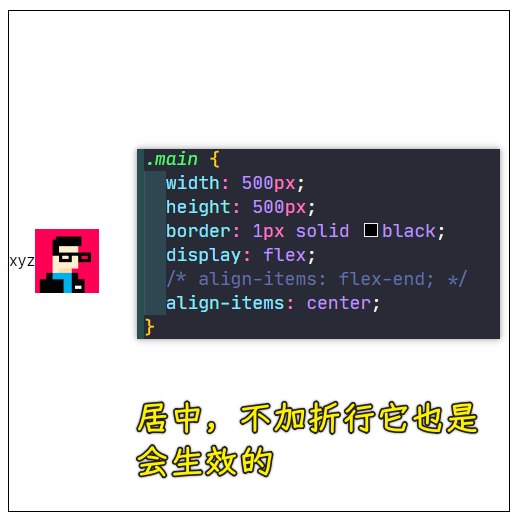 .main {
width: 500px;
height: 500px;
border: 1px solid black;
display: flex;
/* align-items: flex-end; */
align-items: center;
}
xyz
居中，不加折行它也是
会生效的